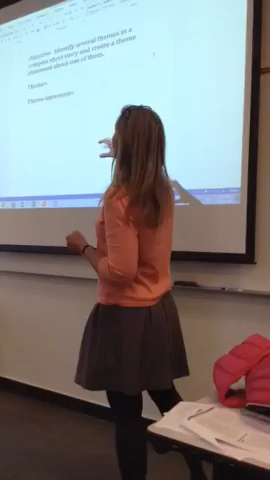 Objective: Identify several themes in a
complex short story and create a theme
statement about one of them.
Theme=
Theme statement=